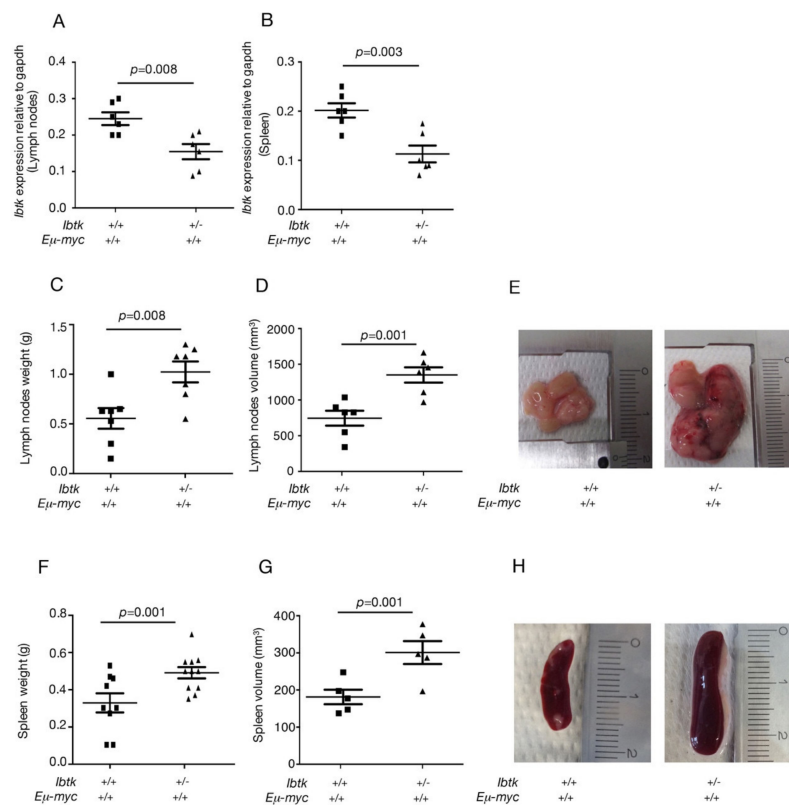 A
Ibtk expression relative to gapdh
(Lymph nodes)
p=0.008
0.4
0.3
0.2
0.1
0.0
Ibtk +/+ +/-
Eμ-myc +/+ +/+
B
Ibtk expression relative to gapdh
(Spleen)
p=0.003
0.3
0.2
0.1
0.0
Ibtk +/+ +/-
Eμ-myc +/+ +/+
C
Lymph nodes weight (g)
p=0.008
1.5
1.0
0.5
0.0
Ibtk +/+ +/-
Eμ-myc +/+ +/+
D
Lymph nodes volume (mm³)
p=0.001
2000
1500
1000
500
0
Ibtk +/+ +/-
Eμ-myc +/+ +/+
E
0
1
2
0
Ibtk +/+ +/-
Eμ-myc +/+ +/+
F
Spleen weight (g)
p=0.001
0.8
0.6
0.4
0.2
0.0
Ibtk +/+ +/-
Eμ-myc +/+ +/+
G
Spleen volume (mm³)
p=0.001
400
300
200
100
0
Ibtk +/+ +/-
Eμ-myc +/+ +/+
H
0
1
2
0
1
2
Ibtk +/+ +/-
Eμ-myc +/+ +/+